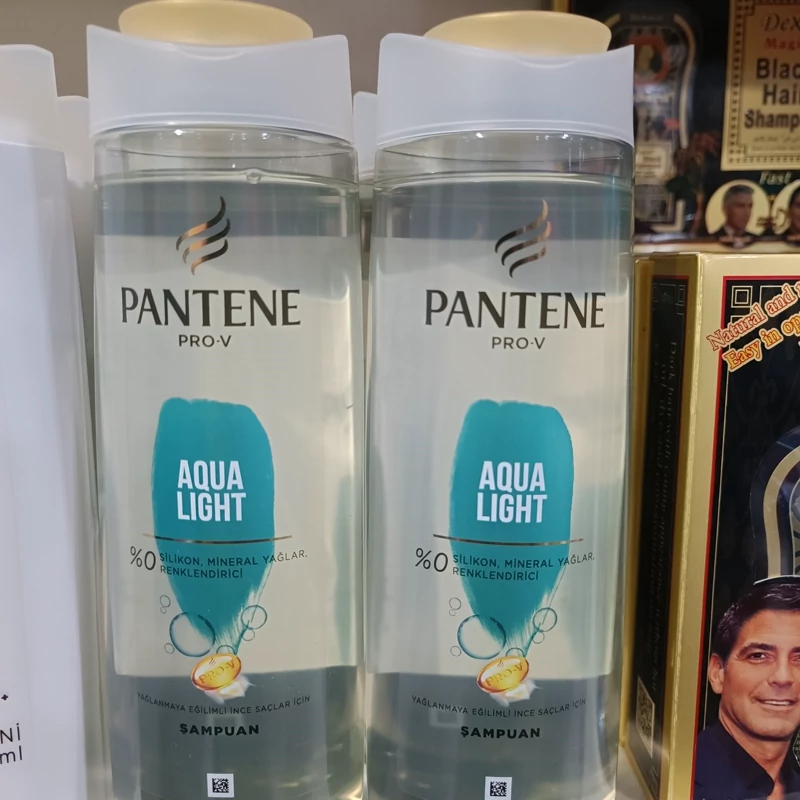 PANTENE
PRO-V
AQUA
LIGHT
%0 SİLİKON, MİNERAL YAĞLAR,
RENKLENDİRİCİ
PRO-V
YAĞLANMAYA EĞİLİMLİ İNCE SAÇLAR İÇİN
ŞAMPUAN
PANTENE
PRO-V
AQUA
LIGHT
%0 SİLİKON, MİNERAL YAĞLAR,
RENKLENDİRİCİ
PRO-V
YAĞLANMAYA EĞİLİMLİ İNCE SAÇLAR İÇİN
ŞAMPUAN
Hair
Fast
Natural and
Easy in
Nİ
ml